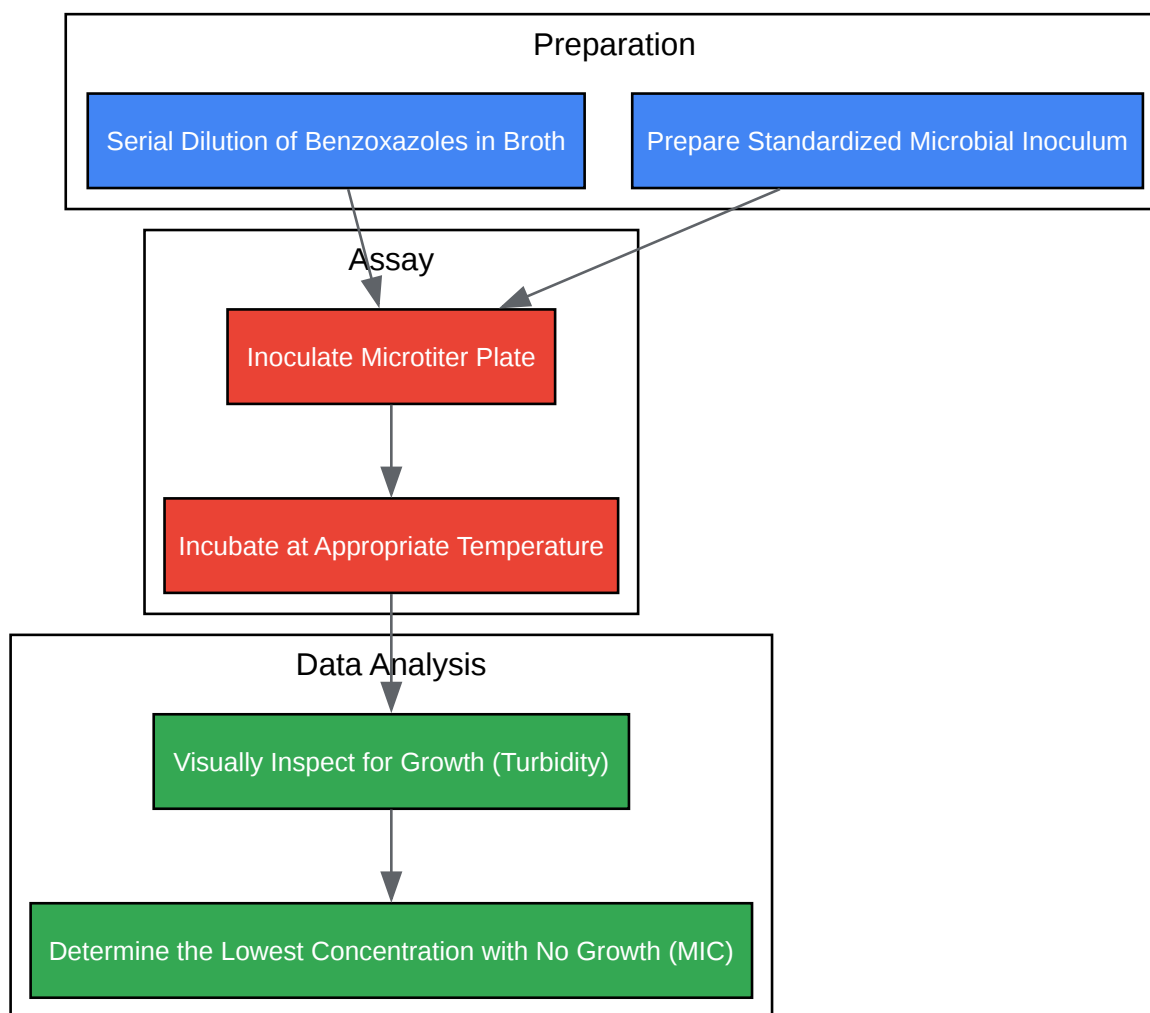 Preparation
Serial Dilution of Benzoxazoles in Broth
Prepare Standardized Microbial Inoculum
Assay
Inoculate Microtiter Plate
Incubate at Appropriate Temperature
Data Analysis
Visually Inspect for Growth (Turbidity)
Determine the Lowest Concentration with No Growth (MIC)